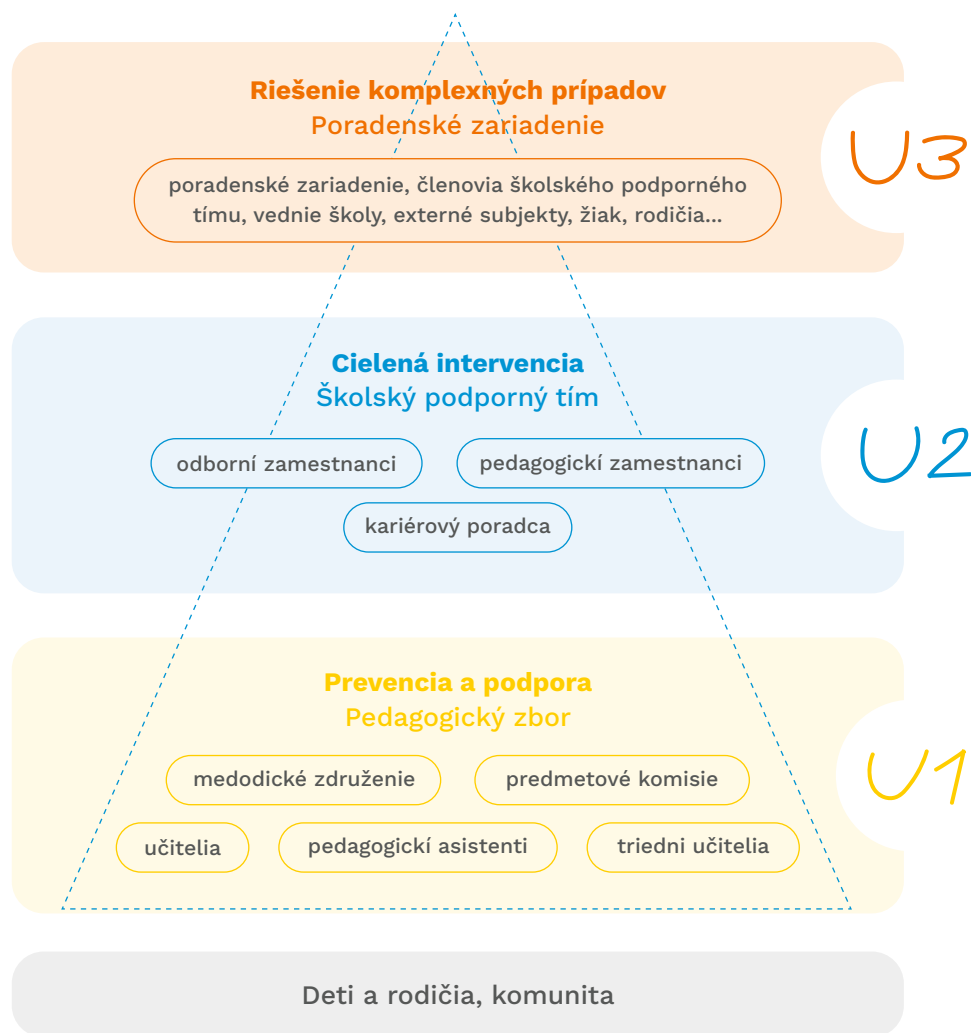 Riešenie komplexných prípadov
Poradenské zariadenie
poradenské zariadenie, členovia školského podporného
tímu, vednie školy, externé subjekty, žiak, rodičia...
U3
Cielená intervencia
Školský podporný tím
odborní zamestnanci
pedagogickí zamestnanci
kariérový poradca
U2
Prevencia a podpora
Pedagogický zbor
medodické združenie
predmetové komisie
učitelia
pedagogickí asistenti
triedni učitelia
U1
Deti a rodičia, komunita